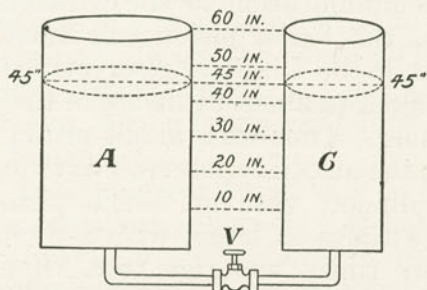 60 IN.
50 IN.
45" 45 IN. 45"
40 IN.
30 IN.
A C
20 IN.
10 IN.
V